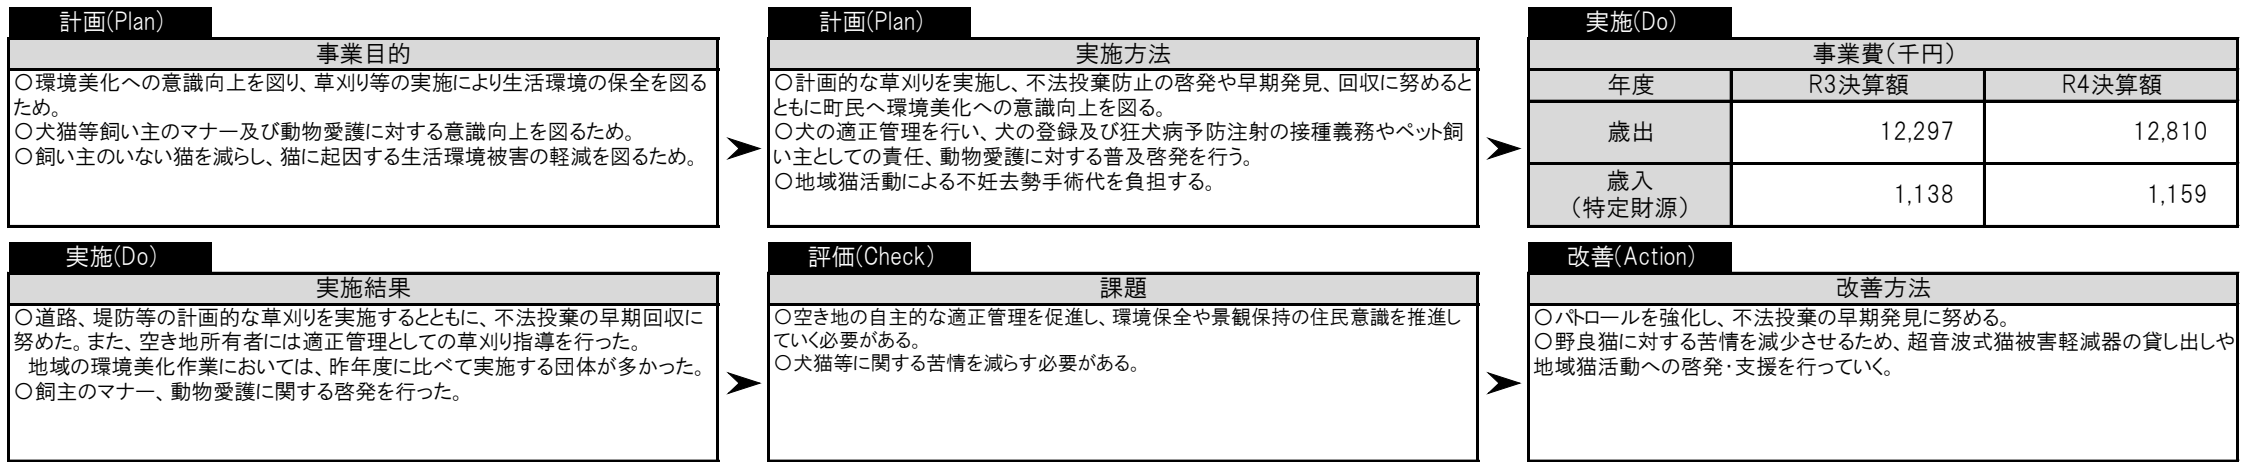 計画(Plan)
事業目的
○環境美化への意識向上を図り、草刈り等の実施により生活環境の保全を図る
ため。
○犬猫等飼い主のマナー及び動物愛護に対する意識向上を図るため。
○飼い主のいない猫を減らし、猫に起因する生活環境被害の軽減を図るため。
計画(Plan)
実施方法
○計画的な草刈りを実施し、不法投棄防止の啓発や早期発見、回収に努めると
ともに町民へ環境美化への意識向上を図る。
○犬の適正管理を行い、犬の登録及び狂犬病予防注射の接種義務やペット飼
い主としての責任、動物愛護に対する普及啓発を行う。
○地域猫活動による不妊去勢手術代を負担する。
実施(Do)
事業費(千円)
年度 R3決算額 R4決算額
歳出 12,297 12,810
歳入
(特定財源) 1,138 1,159
実施(Do)
実施結果
○道路、堤防等の計画的な草刈りを実施するとともに、不法投棄の早期回収に
努めた。また、空き地所有者には適正管理としての草刈り指導を行った。
地域の環境美化作業においては、昨年度に比べて実施する団体が多かった。
○飼主のマナー、動物愛護に関する啓発を行った。
評価(Check)
課題
○空き地の自主的な適正管理を促進し、環境保全や景観保持の住民意識を推進し
ていく必要がある。
○犬猫等に関する苦情を減らす必要がある。
改善(Action)
改善方法
○パトロールを強化し、不法投棄の早期発見に努める。
○野良猫に対する苦情を減少させるため、超音波式猫被害軽減器の貸し出しや
地域猫活動への啓発・支援を行っていく。